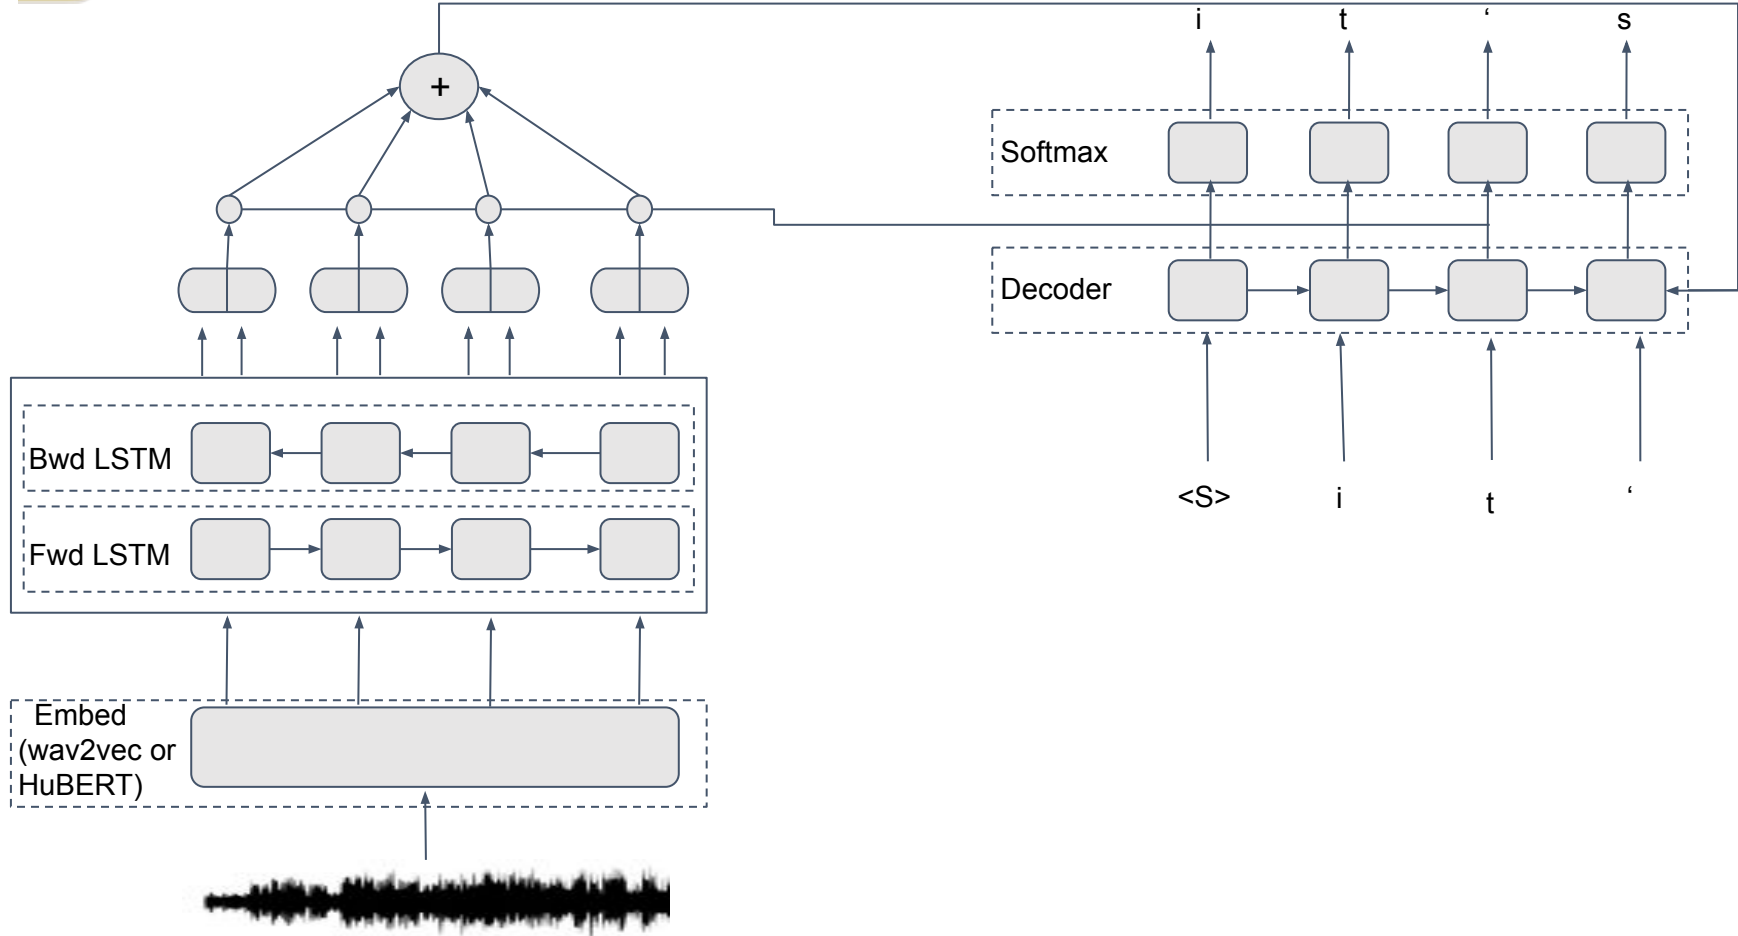 i t ‘ s
+
Softmax
Decoder
Bwd LSTM
Fwd LSTM
<S> i t ‘
Embed
(wav2vec or
HuBERT)